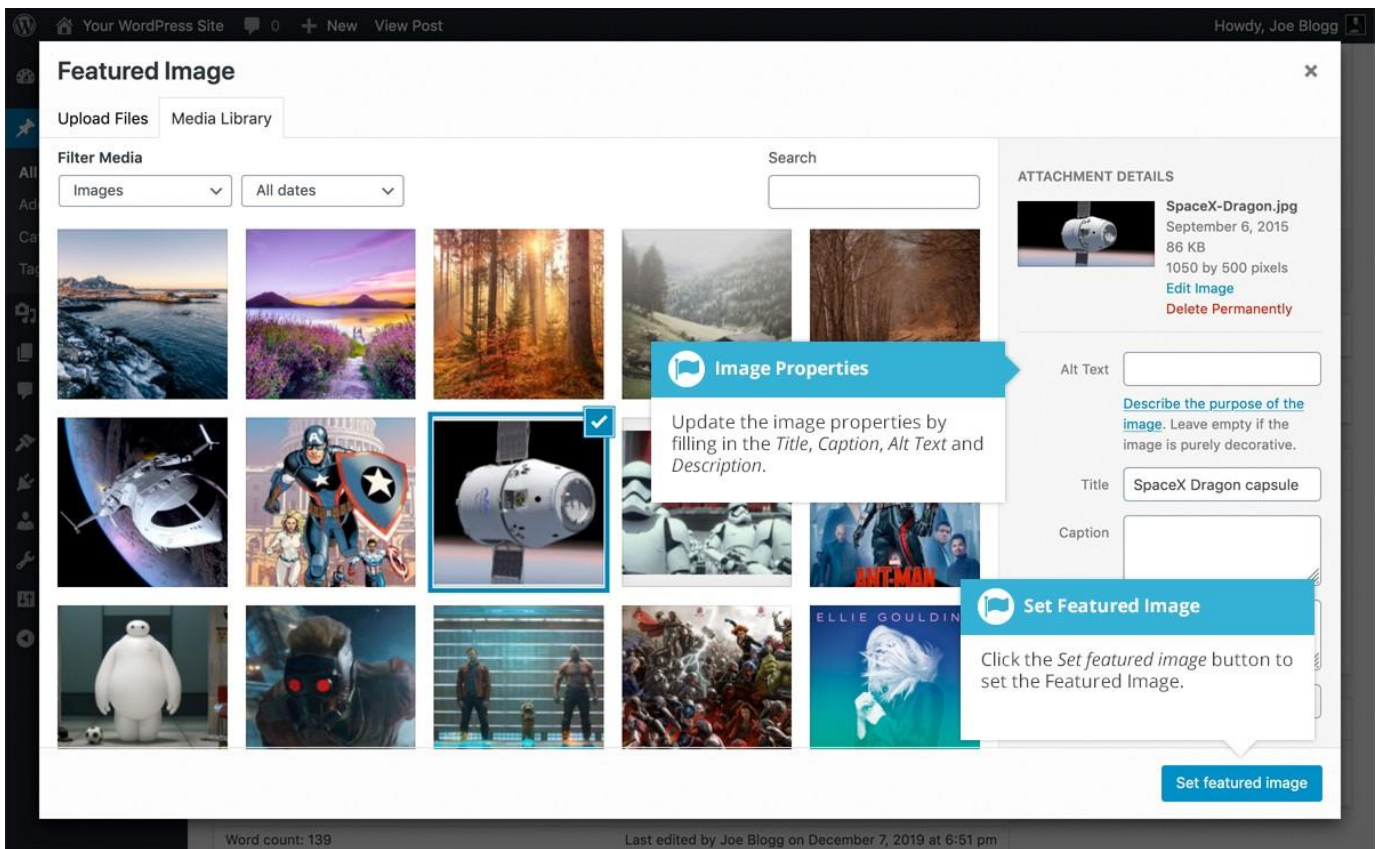 Your WordPress Site 0 + New View Post Howdy, Joe Blogg
Featured Image
Upload Files Media Library
Filter Media
Search
Images All dates
ATTACHMENT DETAILS
SpaceX-Dragon.jpg
September 6, 2015
86 KB
1050 by 500 pixels
Edit Image
Delete Permanently
Image Properties
Update the image properties by
filling in the Title, Caption, Alt Text and
Description.
Alt Text
Describe the purpose of the
image. Leave empty if the
image is purely decorative.
Title SpaceX Dragon capsule
Caption
ANT-MAN
ELLIE GOULDIN
Set Featured Image
Click the Set featured image button to
set the Featured Image.
Set featured image
All
Word count: 139 Last edited by Joe Blogg on December 7, 2019 at 6:51 pm